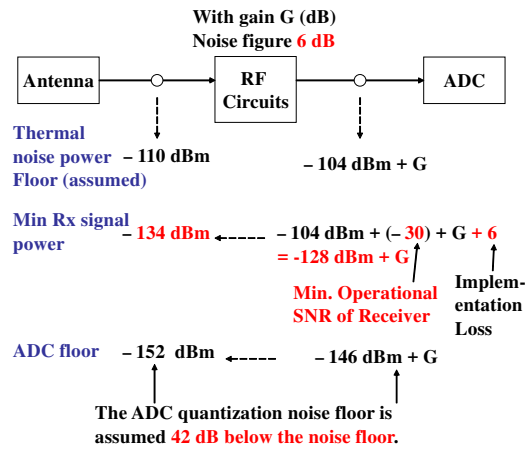 With gain G (dB)
Noise figure 6 dB
Antenna
RF
Circuits
ADC
Thermal
noise power
Floor (assumed)
– 110 dBm
– 104 dBm + G
Min Rx signal
power
– 134 dBm
– 104 dBm + (– 30) + G + 6
= -128 dBm + G
Min. Operational
SNR of Receiver
Implem-
entation
Loss
ADC floor
– 152 dBm
– 146 dBm + G
The ADC quantization noise floor is
assumed 42 dB below the noise floor.